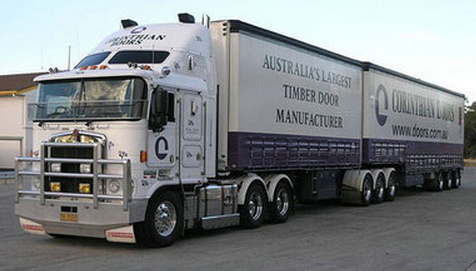 CORINTHIAN
DOORS
AUSTRALIA'S LARGEST
TIMBER DOOR
MANUFACTURER
CORINTHIAN DOORS
www.doors.com.au